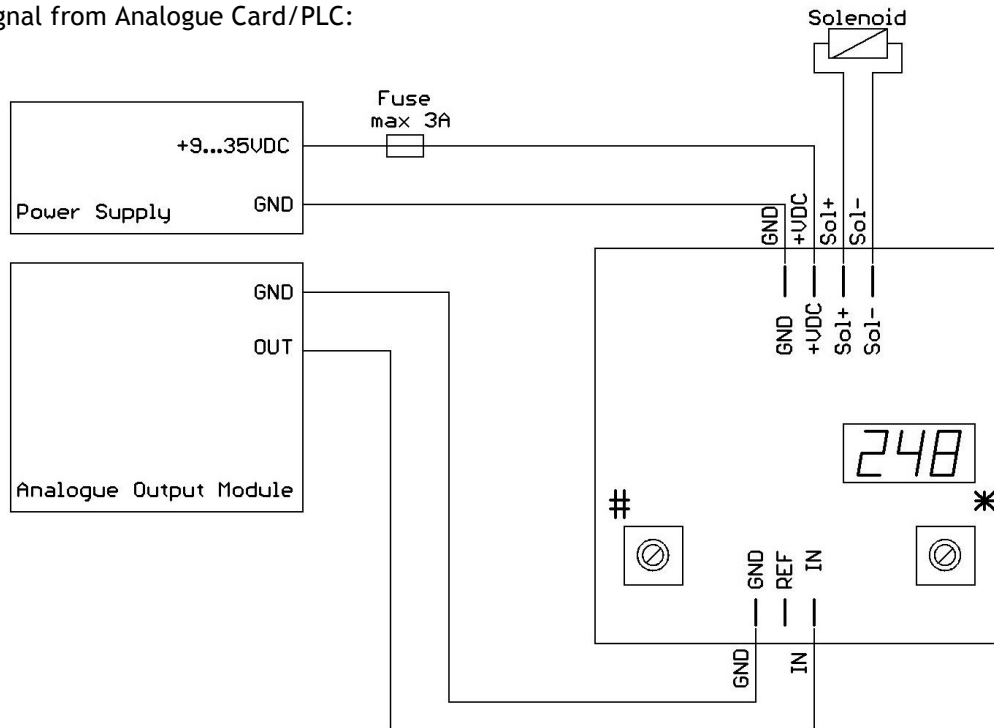 gnal from Analogue Card/PLC:
Solenoid
Fuse
max 3A
+9...35VDC
GND
Power Supply
GND
+VDC
Sol+
Sol-
GND
OUT
GND
+VDC
Sol+
Sol-
248
Analogue Output Module
#
*
GND
REF
IN
GND
IN